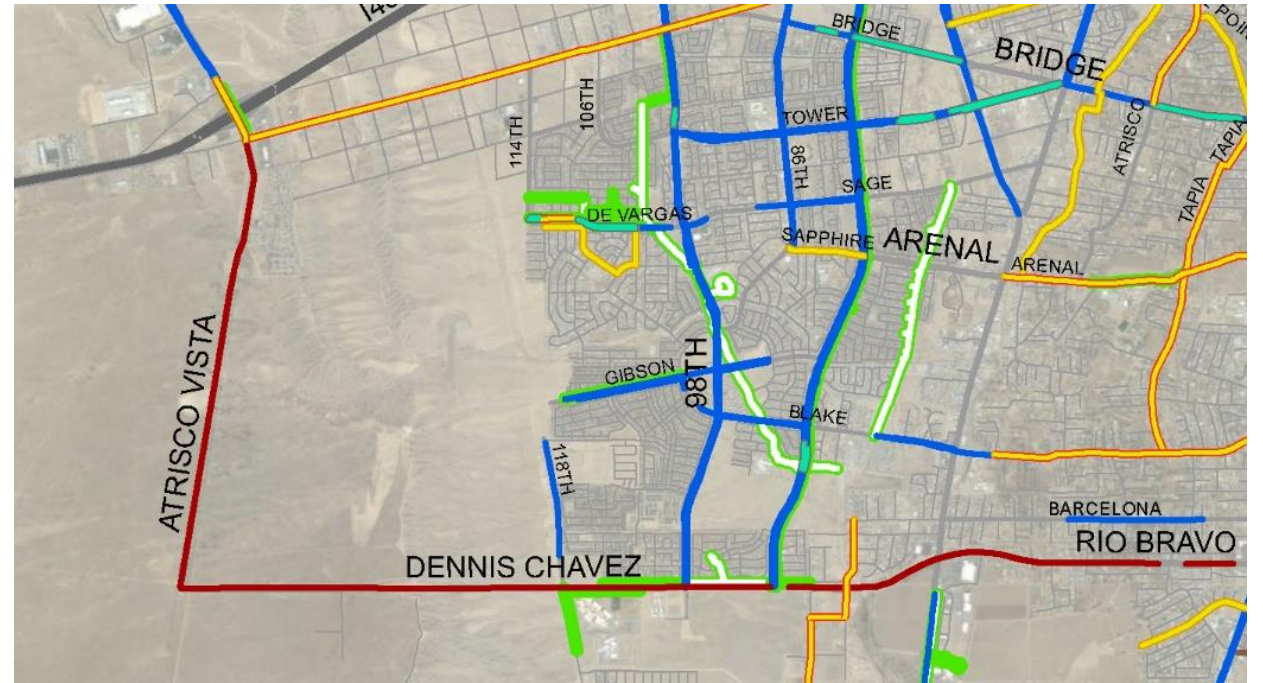 I40
BRIDGE
POIN
BRIDGE
106TH
114TH
TOWER
ATRISCO
TAPIA
86TH
SAGE
TAPIA
DE VARGAS
SAPPHIRE
ARENAL
ARENAL
ATRISCO VISTA
98TH
GIBSON
BLAKE
118TH
BARCELONA
RIO BRAVO
DENNIS CHAVEZ